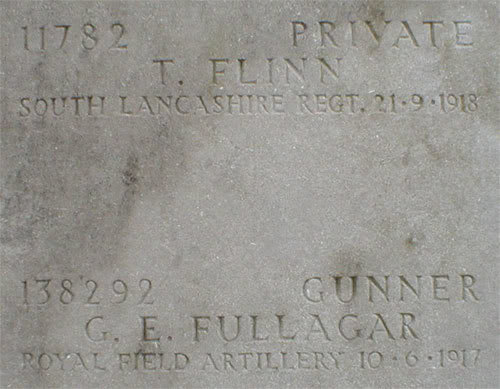 11782 PRIVATE
T. FLINN
SOUTH LANCASHIRE REGT. 21·9·1918
138292 GUNNER
G. E. FULLAGAR
ROYAL FIELD ARTILLERY 10·6·1917